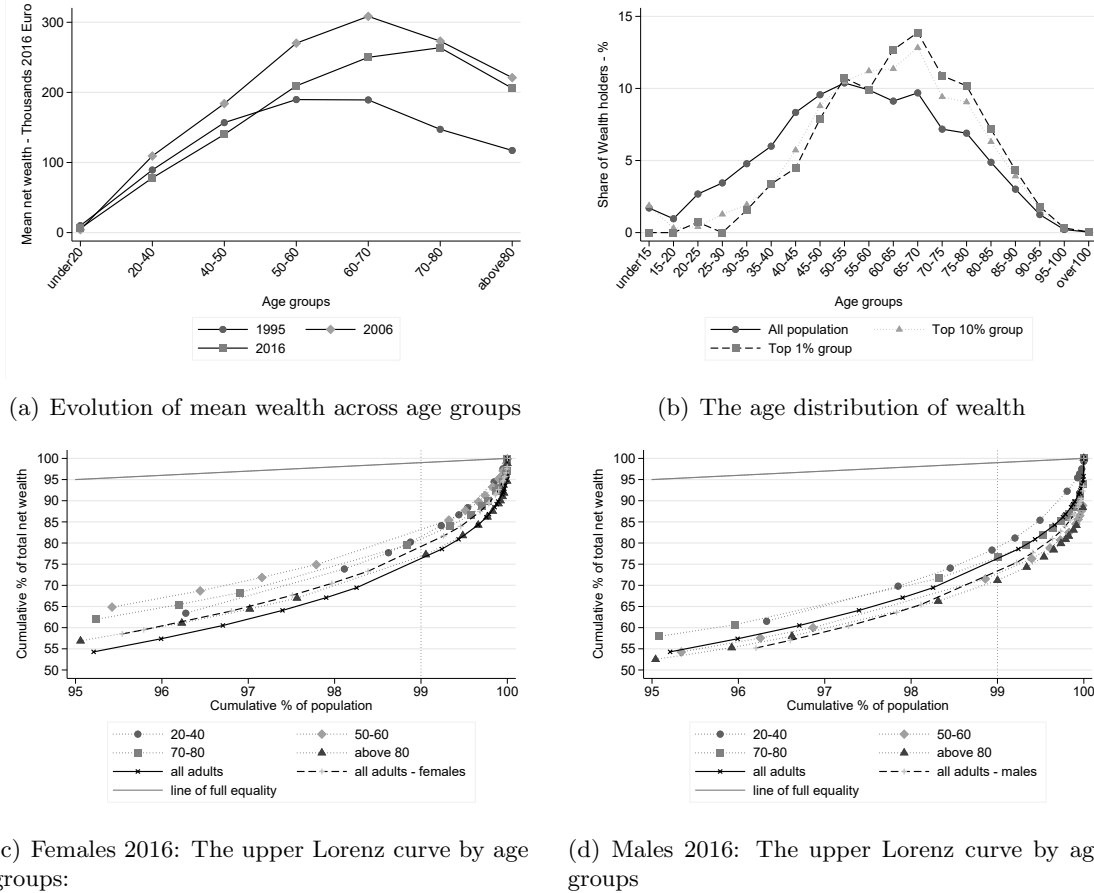 300
200
100
0
Mean net wealth - Thousands 2016 Euro
under20
20-40
40-50
50-60
60-70
70-80
above80
Age groups
1995
2006
2016
(a) Evolution of mean wealth across age groups
15
10
5
0
Share of Wealth holders - %
under15
15-20
20-25
25-30
30-35
35-40
40-45
45-50
50-55
55-60
60-65
65-70
70-75
75-80
80-85
85-90
90-95
95-100
over100
Age groups
All population
Top 10% group
Top 1% group
(b) The age distribution of wealth
100
95
90
85
80
75
70
65
60
55
50
Cumulative % of total net wealth
95 96 97 98 99 100
Cumulative % of population
20-40
50-60
70-80
above 80
all adults
all adults - females
line of full equality
c) Females 2016: The upper Lorenz curve by age
groups:
100
95
90
85
80
75
70
65
60
55
50
Cumulative % of total net wealth
95 96 97 98 99 100
Cumulative % of population
20-40
50-60
70-80
above 80
all adults
all adults - males
line of full equality
(d) Males 2016: The upper Lorenz curve by ag
groups